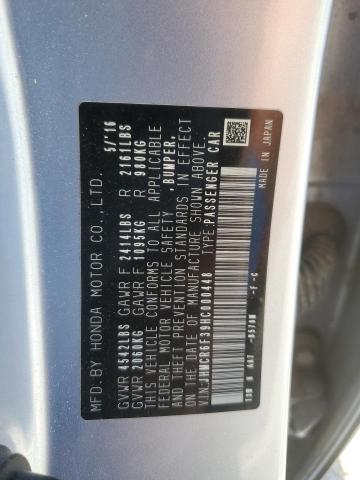 MFD.BY HONDA MOTOR CO.,LTD. 5/'16
GVWR 4542LBS GAWR F 2414LBS R 2161LBS
GVWR 2060KG GAWR F 1095KG R 980KG
THIS VEHICLE CONFORMS TO ALL APPLICABLE
FEDERAL MOTOR VEHICLE SAFETY, BUMPER,
AND THEFT PREVENTION STANDARDS IN EFFECT
ON THE DATE OF MANUFACTURE SHOWN ABOVE.
V.I.N.:JHMCR6F39HC000448 TYPE:PASSENGER CAR
-F -C MADE IN JAPAN